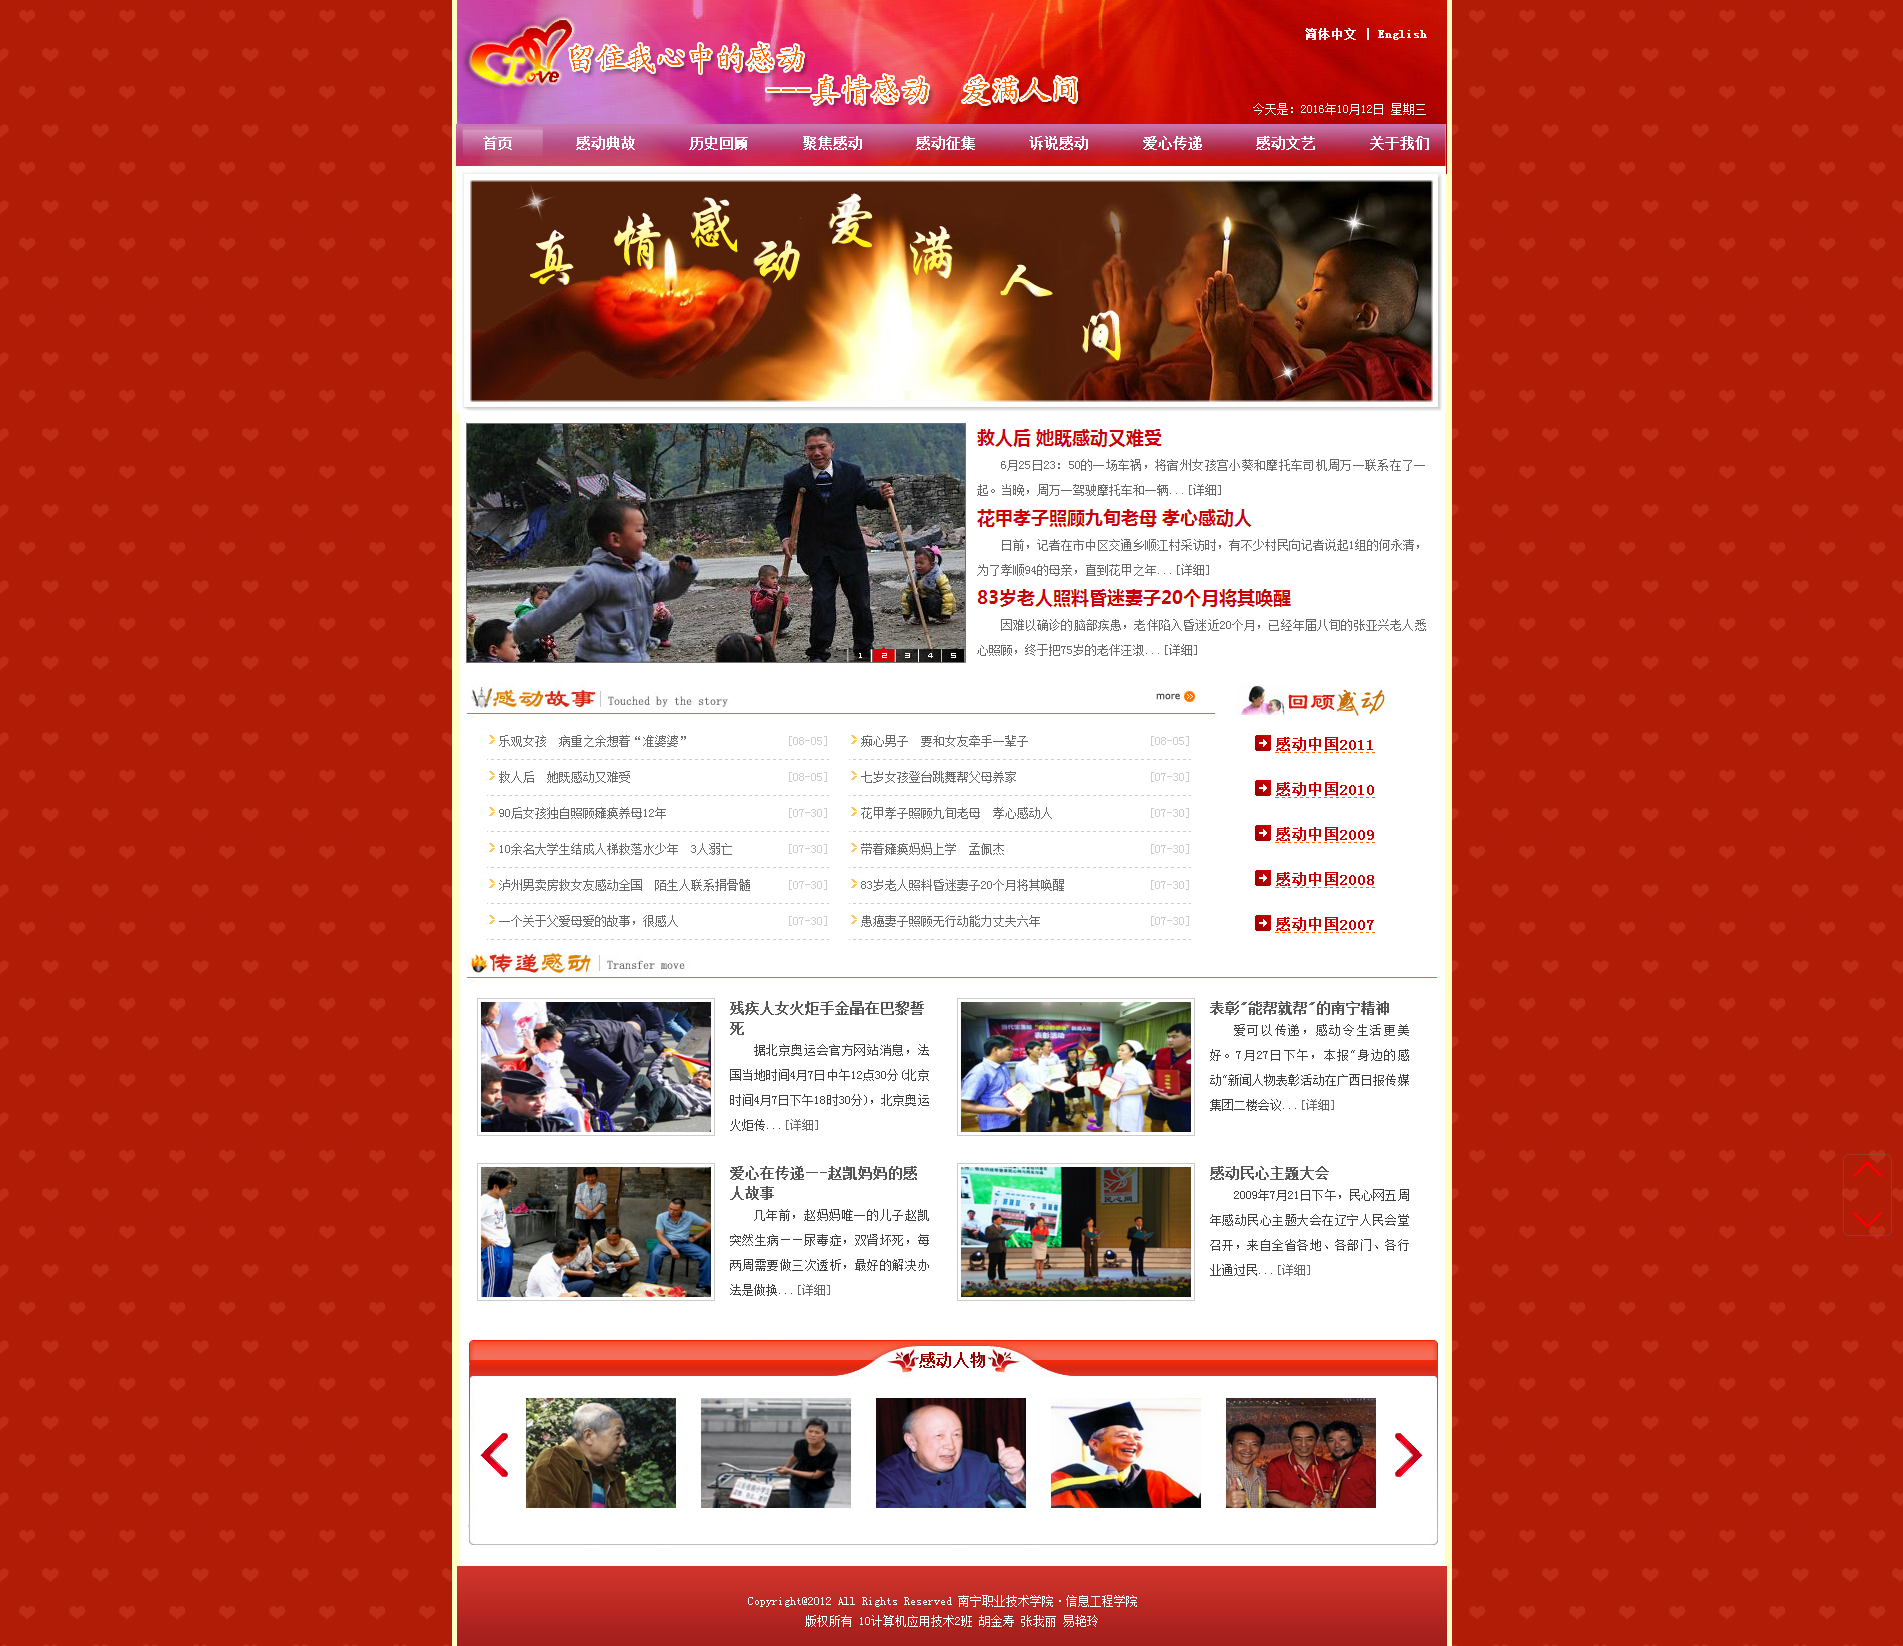 Love
留住我心中的感动
---真情感动 爱满人间
简体中文 | English
今天是：2016年10月12日 星期三
首页 感动典故 历史回顾 聚焦感动 感动征集 诉说感动 爱心传递 感动文艺 关于我们
真情感动爱满人间
救人后 她既感动又难受
6月25日23：50的一场车祸，将宿州女孩宫小葵和摩托车司机周万一联系在了一
起。当晚，周万一驾驶摩托车和一辆...[详细]
花甲孝子照顾九旬老母 孝心感动人
日前，记者在市中区交通乡顺江村采访时，有不少村民向记者说起1组的何永清，
为了孝顺94的母亲，直到花甲之年...[详细]
83岁老人照料昏迷妻子20个月将其唤醒
因难以确诊的脑部疾患，老伴陷入昏迷近20个月，已经年届八旬的张亚兴老人悉
心照顾，终于把75岁的老伴汪淑...[详细]
1 2 3 4 5
感动故事 Touched by the story more
乐观女孩 病重之余想着“准婆婆” [08-05]
痴心男子 要和女友牵手一辈子 [08-05]
救人后 她既感动又难受 [08-05]
七岁女孩登台跳舞帮父母养家 [07-30]
90后女孩独自照顾瘫痪养母12年 [07-30]
花甲孝子照顾九旬老母 孝心感动人 [07-30]
10余名大学生结成人梯救落水少年 3人溺亡 [07-30]
带着瘫痪妈妈上学 孟佩杰 [07-30]
泸州男卖房救女友感动全国 陌生人联系捐骨髓 [07-30]
83岁老人照料昏迷妻子20个月将其唤醒 [07-30]
一个关于父爱母爱的故事，很感人 [07-30]
患癌妻子照顾无行动能力丈夫六年 [07-30]
回顾感动
感动中国2011
感动中国2010
感动中国2009
感动中国2008
感动中国2007
传递感动 Transfer move
残疾人女火炬手金晶在巴黎誓
死
据北京奥运会官方网站消息，法
国当地时间4月7日中午12点30分(北京
时间4月7日下午18时30分)，北京奥运
火炬传...[详细]
表彰"能帮就帮"的南宁精神
爱可以传递，感动令生活更美
好。7月27日下午，本报"身边的感
动"新闻人物表彰活动在广西日报传媒
集团二楼会议...[详细]
表彰活动
爱心在传递——-赵凯妈妈的感
人故事
几年前，赵妈妈唯一的儿子赵凯
突然生病——尿毒症，双肾坏死，每
两周需要做三次透析，最好的解决办
法是做换...[详细]
感动民心主题大会
2009年7月21日下午，民心网五周
年感动民心主题大会在辽宁人民会堂
召开，来自全省各地、各部门、各行
业通过民...[详细]
民心网
感动人物
Copyright@2012 All Rights Reserved 南宁职业技术学院·信息工程学院
版权所有 10计算机应用技术2班 胡金寿 张我丽 易艳玲